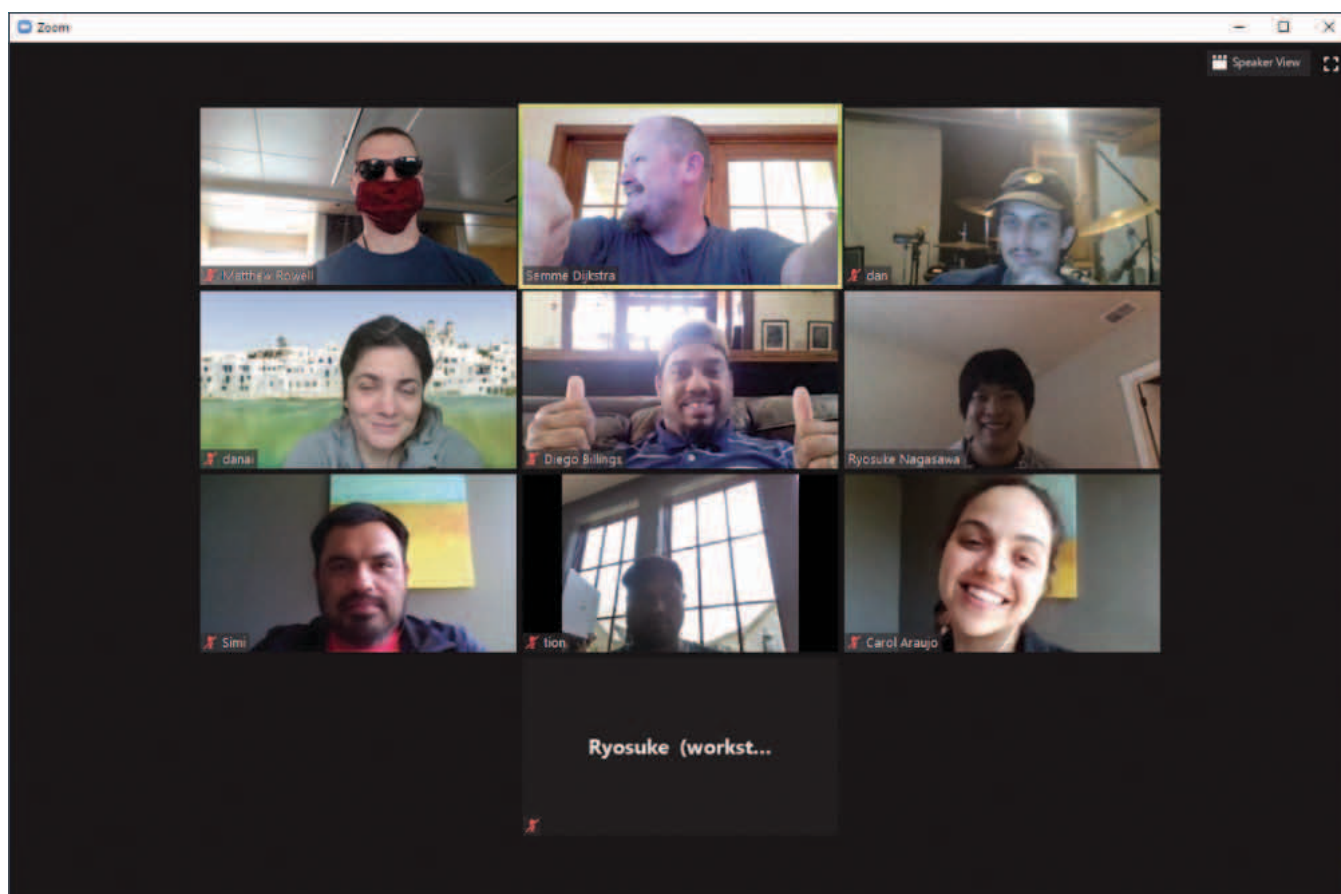 Zoom
Speaker View
Matthew Rowell
Semme Dijkstra
dan
danai
Diego Billings
Ryosuke Nagasawa
Simi
tion
Carol Araujo
Ryosuke (workst...